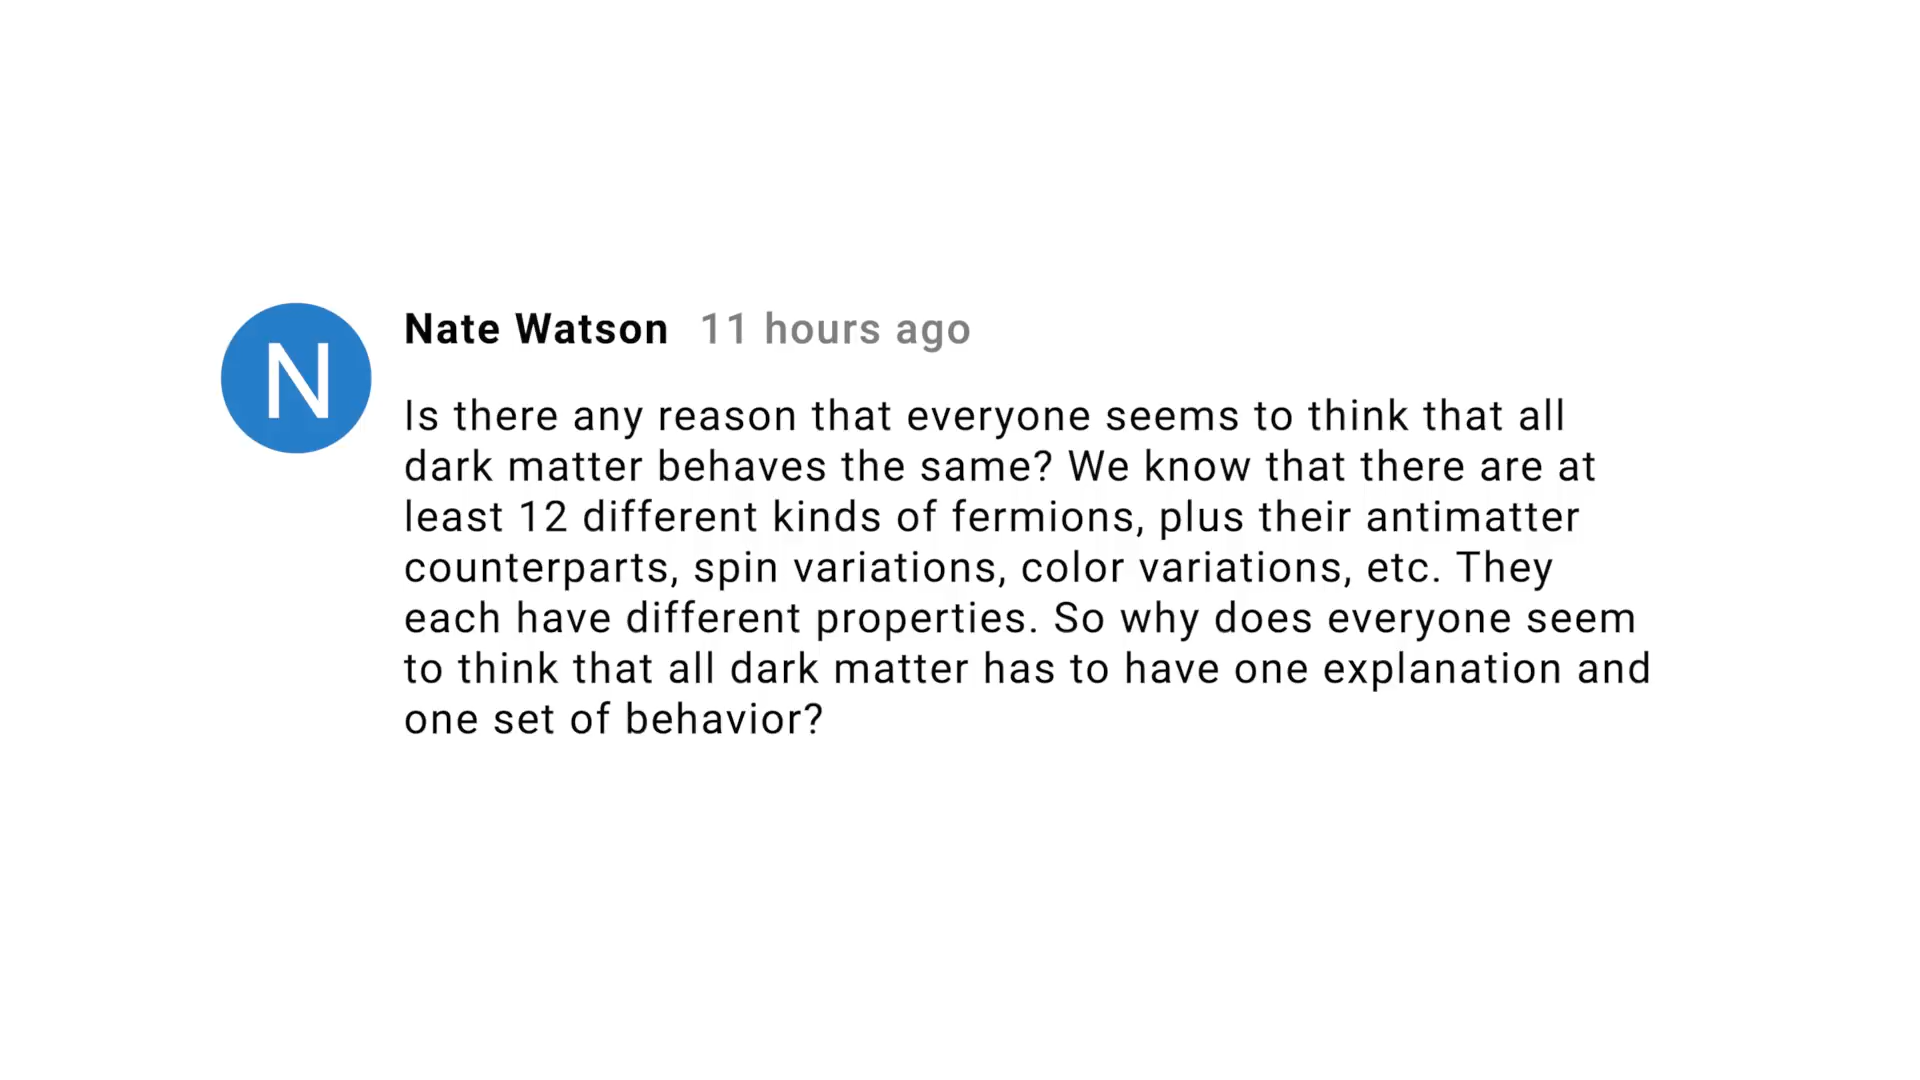 N
Nate Watson 11 hours ago
Is there any reason that everyone seems to think that all
dark matter behaves the same? We know that there are at
least 12 different kinds of fermions, plus their antimatter
counterparts, spin variations, color variations, etc. They
each have different properties. So why does everyone seem
to think that all dark matter has to have one explanation and
one set of behavior?